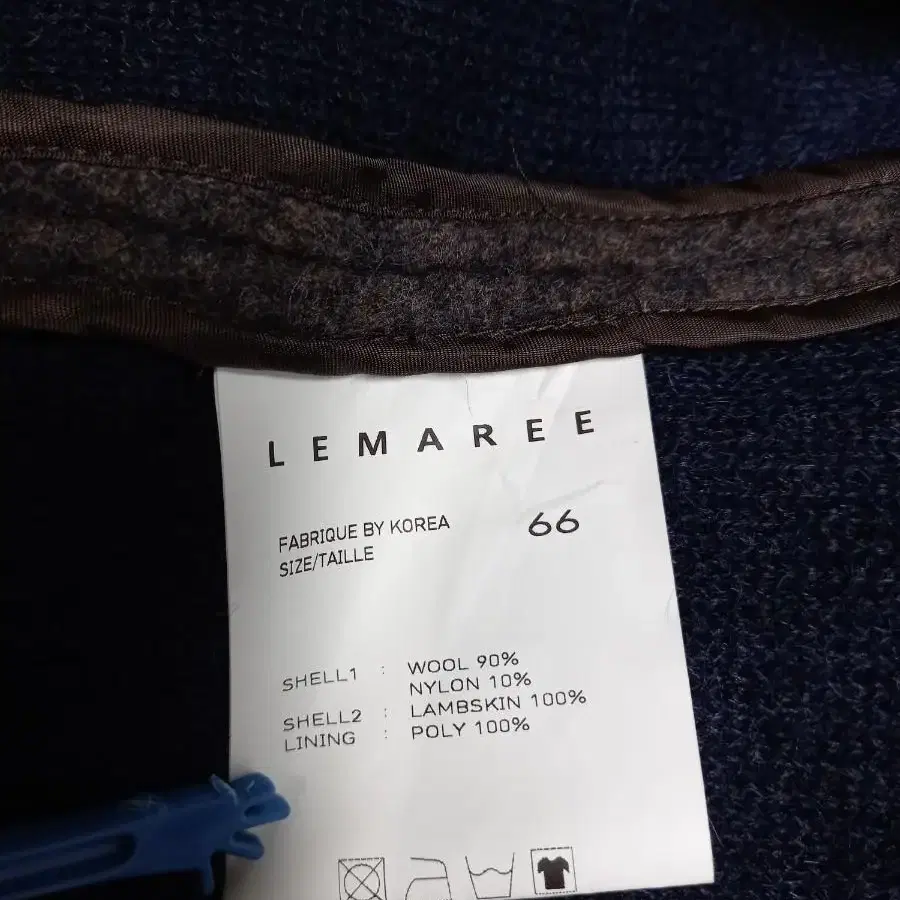 LEMAREE
FABRIQUE BY KOREA 66
SIZE/TAILLE
SHELL1 : WOOL 90%
NYLON 10%
SHELL2 : LAMBSKIN 100%
LINING : POLY 100%